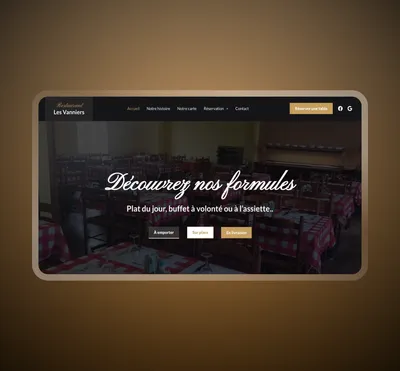 Restaurant
Les Vanniers
Accueil
Notre histoire
Notre carte
Réservation
Contact
Réserver une table
Découvrez nos formules
Plat du jour, buffet à volonté ou à l'assiette..
À emporter
Sur place
En livraison